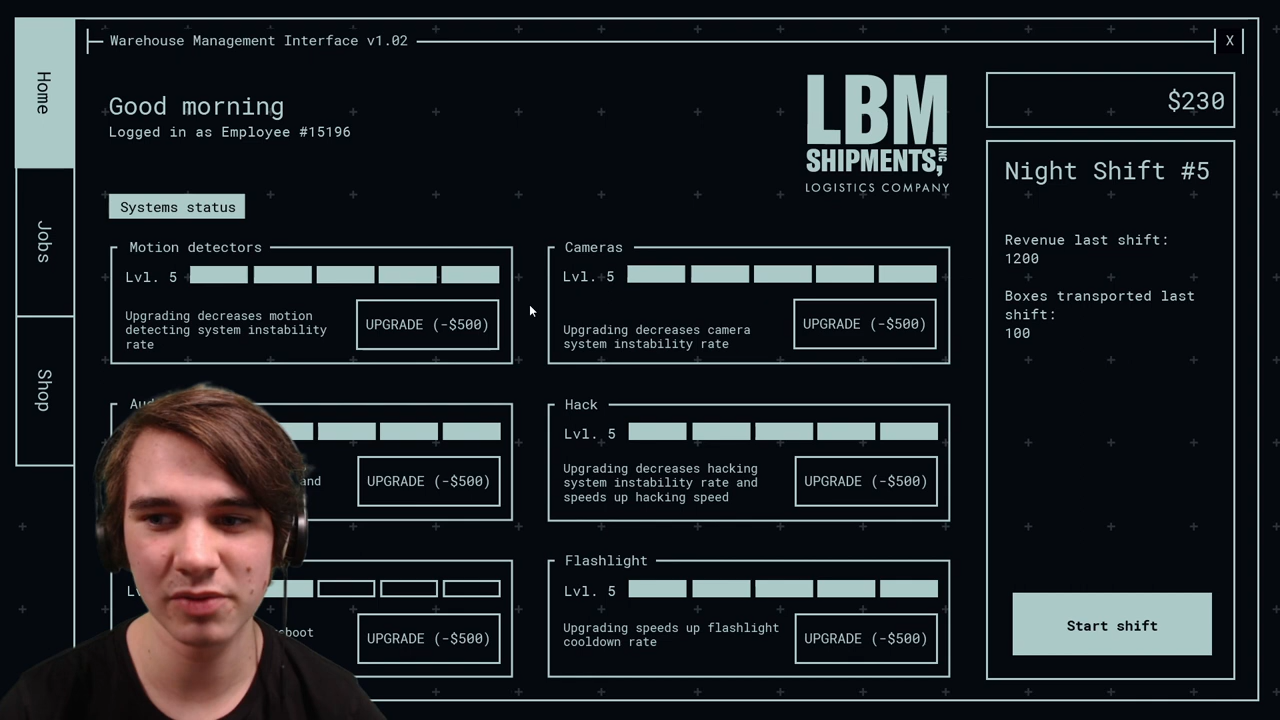 Warehouse Management Interface v1.02
X
Home
Jobs
Shop
Good morning
Logged in as Employee #15196
LBM
SHIPMENTS, INC
LOGISTICS COMPANY
$230
Systems status
Motion detectors
Lvl. 5
Upgrading decreases motion
detecting system instability
rate
UPGRADE (-$500)
Cameras
Lvl. 5
Upgrading decreases camera
system instability rate
UPGRADE (-$500)
and
UPGRADE (-$500)
Hack
Lvl. 5
Upgrading decreases hacking
system instability rate and
speeds up hacking speed
UPGRADE (-$500)
UPGRADE (-$500)
Flashlight
Lvl. 5
Upgrading speeds up flashlight
cooldown rate
UPGRADE (-$500)
Night Shift #5
Revenue last shift:
1200
Boxes transported last
shift:
100
Start shift